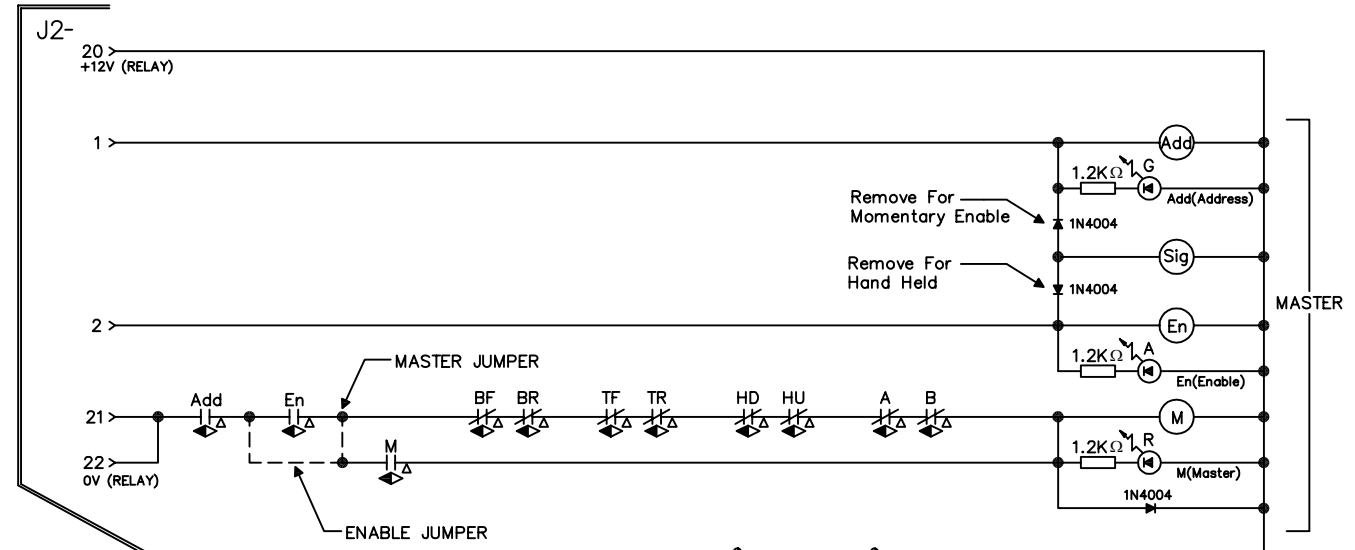 J2-
20
+12V (RELAY)
1
Add
1.2KΩ
G
Add(Address)
Remove For
Momentary Enable
1N4004
Sig
Remove For
Hand Held
1N4004
MASTER
2
En
1.2KΩ
A
En(Enable)
MASTER JUMPER
21
Add
En
BF
BR
TF
TR
HD
HU
A
B
M
M
1.2KΩ
R
M(Master)
22
0V (RELAY)
1N4004
ENABLE JUMPER